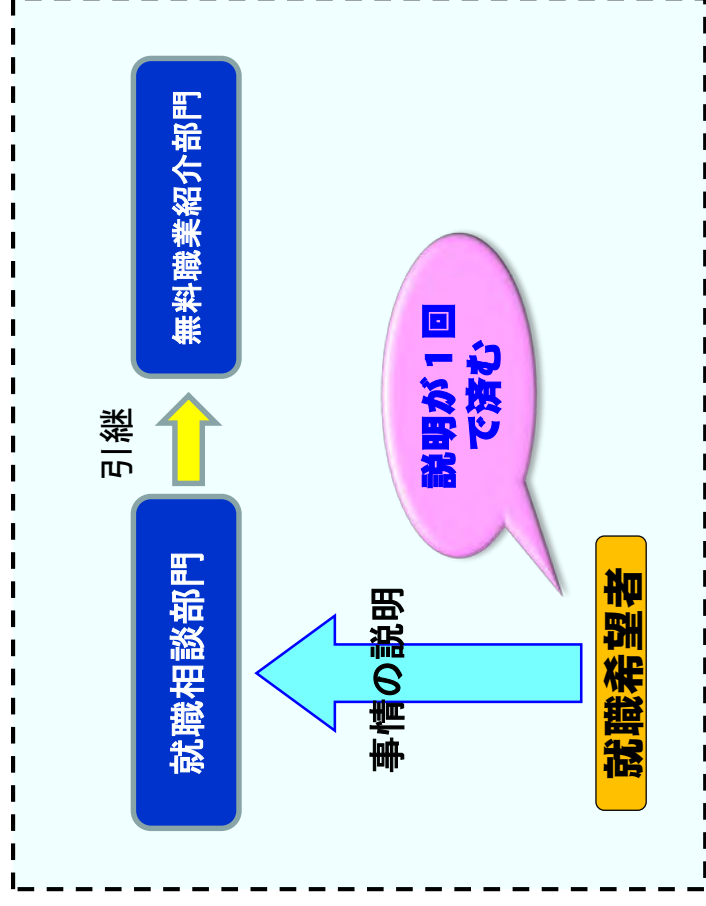 就職相談部門
引継
無料職業紹介部門
事情の説明
説明が1回
で済む
就職希望者